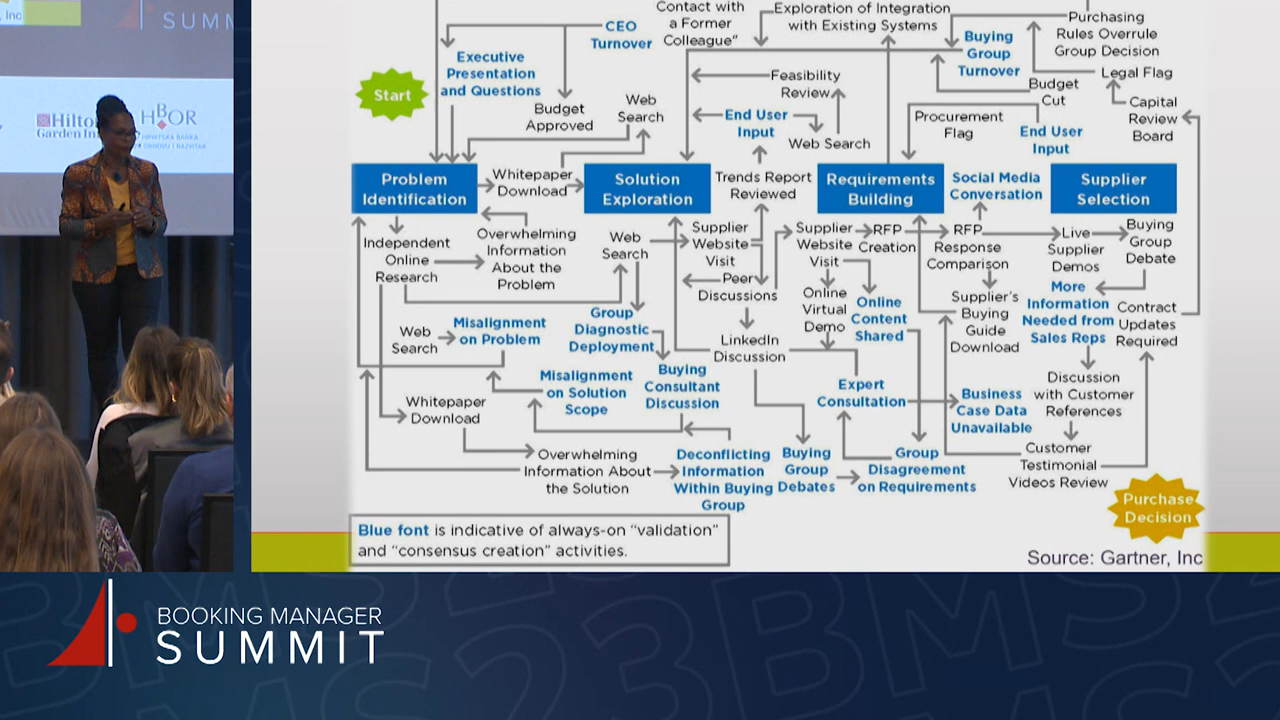 , Inc
SUMM
Hilton
Garden Inn
HBOR
HRVATSKA BANKA
OBNOVU I RAZVITAK
Contact with
a Former
Colleague"
Exploration of Integration
with Existing Systems
Purchasing
Rules Overrule
Group Decision
CEO
Turnover
Buying
Group
Turnover
Executive
Presentation
and Questions
Start
Budget
Approved
Web
Search
Feasibility
Review
Legal Flag
Budget
Cut
Capital
Review
Board
End User
Input
Web Search
Procurement
Flag
End User
Input
Problem
Identification
Whitepaper
Download
Solution
Exploration
Trends Report
Reviewed
Requirements
Building
Social Media
Conversation
Supplier
Selection
Independent
Online
Research
Overwhelming
Information
About the
Problem
Web
Search
Supplier
Website
Visit
Peer
Discussions
Supplier
Website
Visit
RFP
Creation
RFP
Response
Comparison
Live
Supplier
Demos
Buying
Group
Debate
Online
Virtual
Demo
Online
Content
Shared
Supplier's
Buying
Guide
Download
More
Information
Needed from
Sales Reps
Contract
Updates
Required
Web
Search
Misalignment
on Problem
Group
Diagnostic
Deployment
LinkedIn
Discussion
Misalignment
on Solution
Scope
Buying
Consultant
Discussion
Expert
Consultation
Business
Case Data
Unavailable
Discussion
with Customer
References
Whitepaper
Download
Overwhelming
Information About
the Solution
Deconflicting
Information
Within Buying
Group
Buying
Group
Debates
Group
Disagreement
on Requirements
Customer
Testimonial
Videos Review
Purchase
Decision
Blue font is indicative of always-on “validation”
and “consensus creation” activities.
Source: Gartner, Inc
BOOKING MANAGER
SUMMIT
BMS23